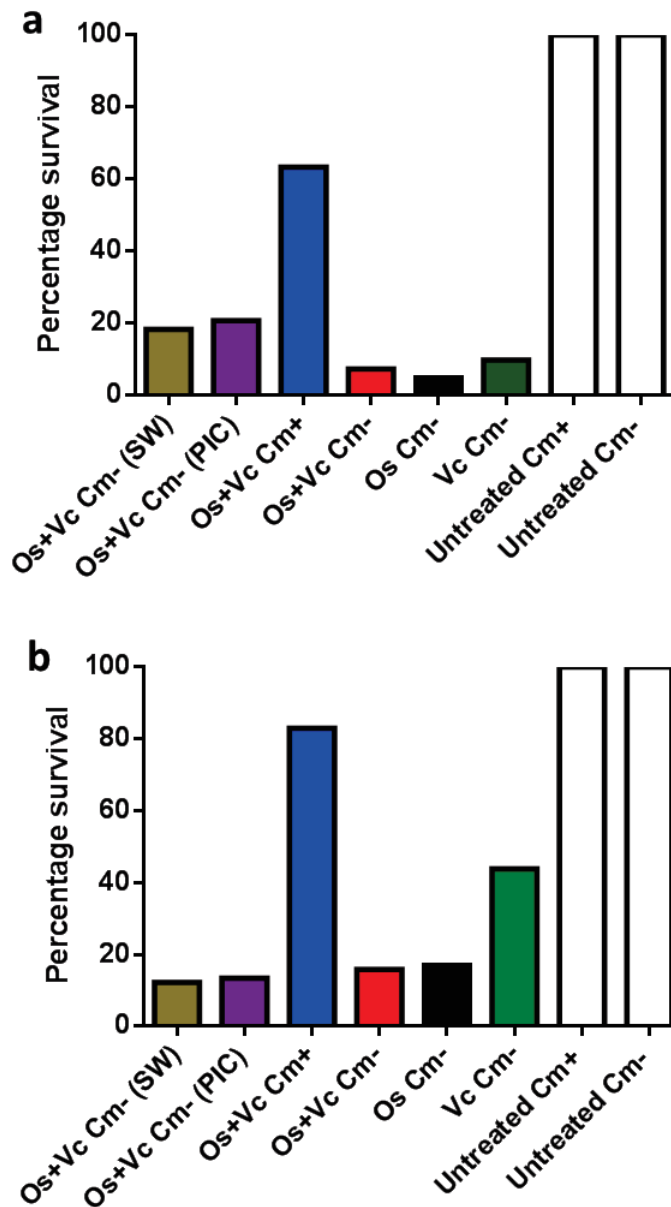 a
Percentage survival
100
80
60
40
20
0
Os+Vc Cm- (SW)
Os+Vc Cm- (PIC)
Os+Vc Cm+
Os+Vc Cm-
Os Cm-
Vc Cm-
Untreated Cm+
Untreated Cm-
b
Percentage survival
100
80
60
40
20
0
Os+Vc Cm- (SW)
Os+Vc Cm- (PIC)
Os+Vc Cm+
Os+Vc Cm-
Os Cm-
Vc Cm-
Untreated Cm+
Untreated Cm-